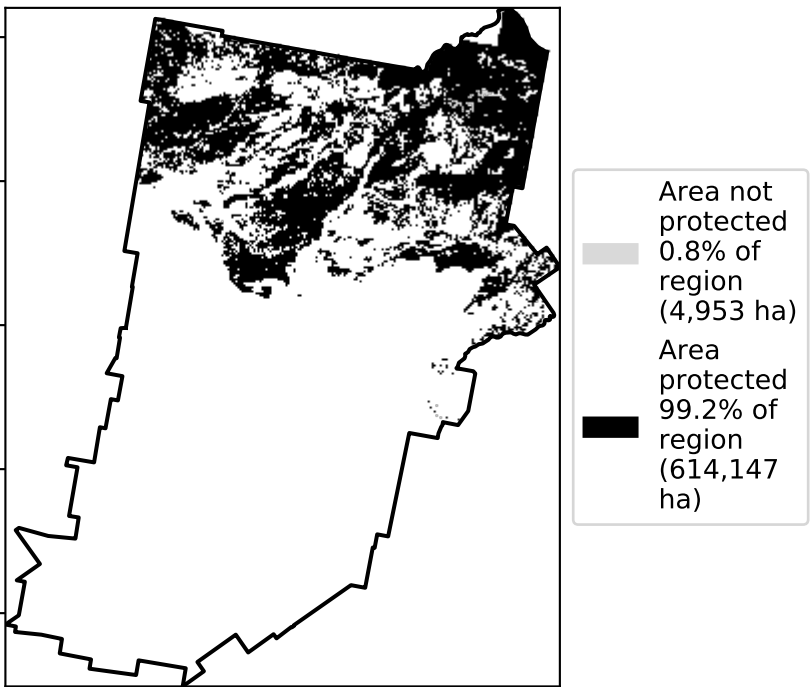 Area not
protected
0.8% of
region
(4,953 ha)
Area
protected
99.2% of
region
(614,147
ha)